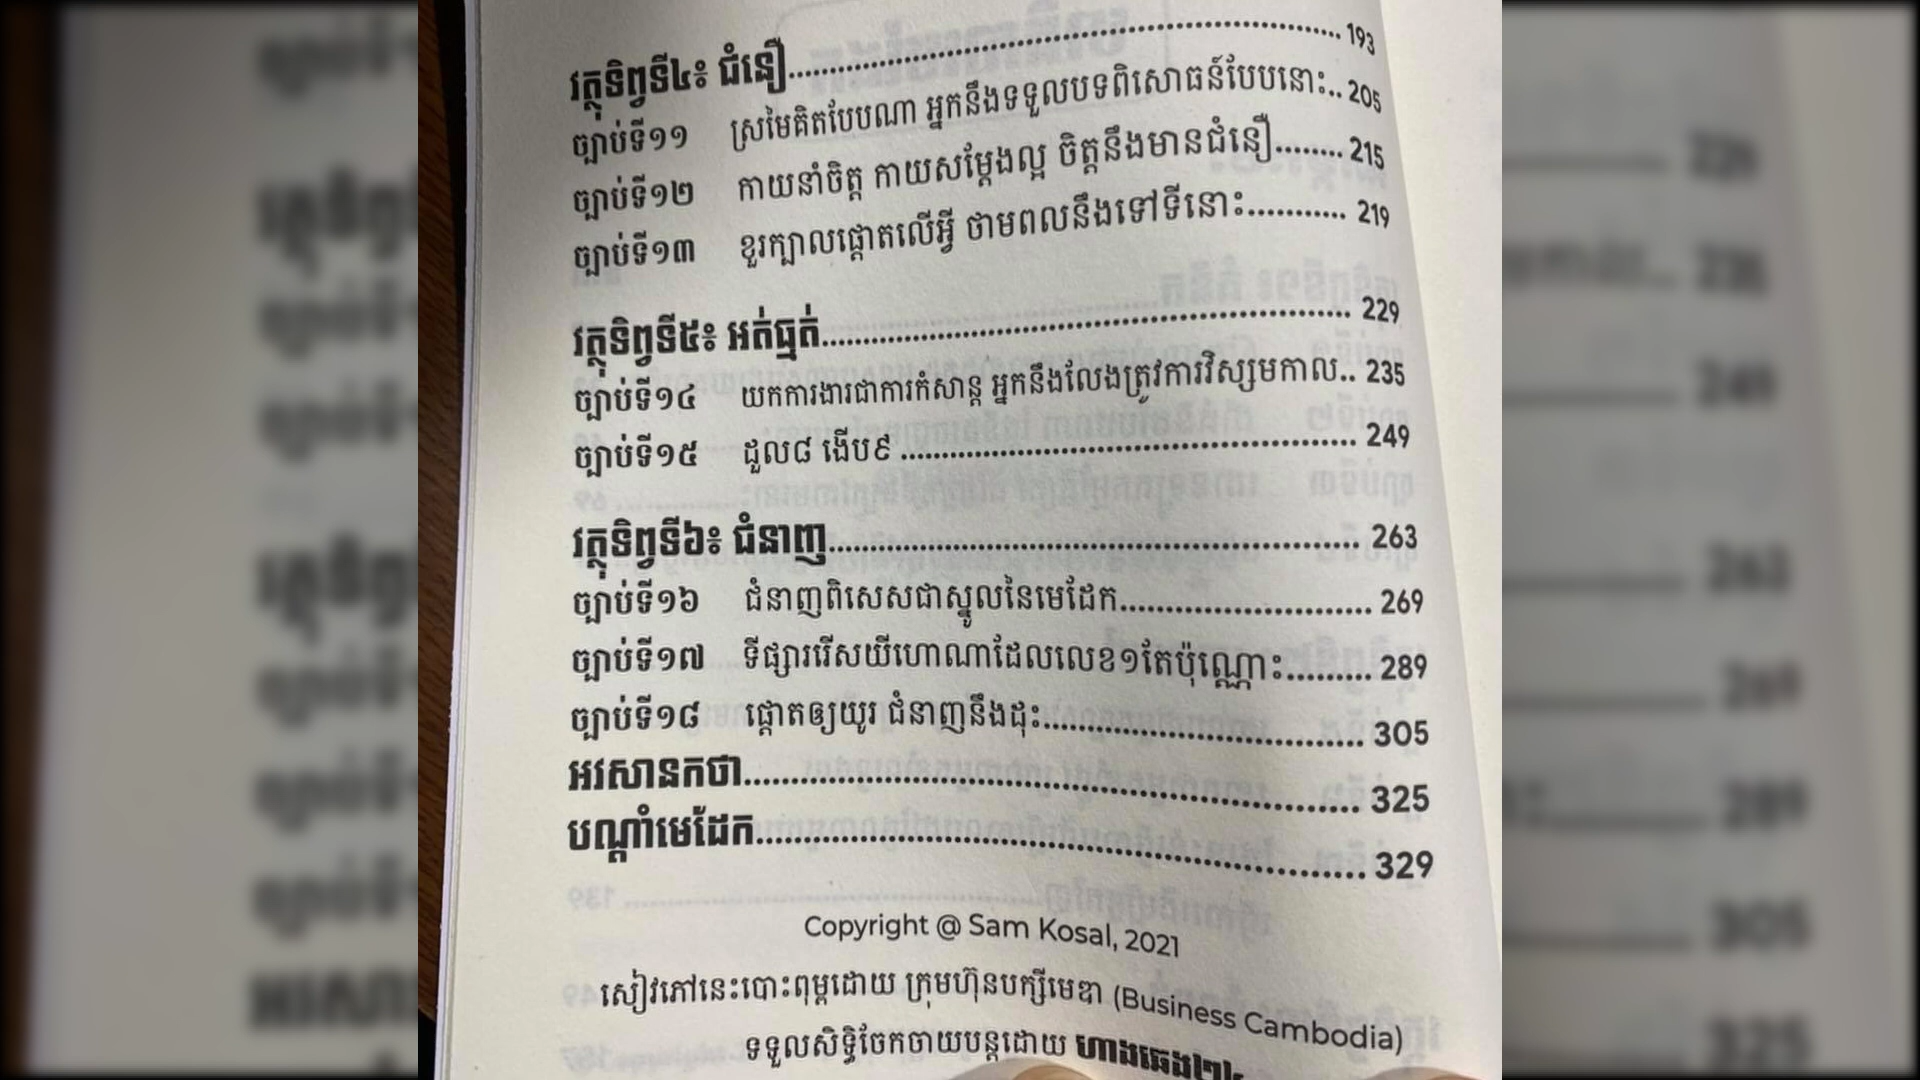 វត្ថុទិព្វទី៤៖ ជំនឿ.......... 193
ច្បាប់ទី១១ ស្រមៃគិតបែបណា អ្នកនឹងទទួលបទពិសោធន៍បែបនោះ.. 205
ច្បាប់ទី១២ កាយនាំចិត្ត កាយសម្ដែងល្អ ចិត្តនឹងមានជំនឿ........ 215
ច្បាប់ទី១៣ ខួរក្បាលផ្ដោតលើអ្វី ថាមពលនឹងទៅទីនោះ........... 219
វត្ថុទិព្វទី៥៖ អត់ធ្មត់.......... 229
ច្បាប់ទី១៤ យកការងារជាការកំសាន្ត អ្នកនឹងលែងត្រូវការវិស្សមកាល.. 235
ច្បាប់ទី១៥ ដួល៨ ងើប៩ .......... 249
វត្ថុទិព្វទី៦៖ ជំនាញ.......... 263
ច្បាប់ទី១៦ ជំនាញពិសេសជាស្នូលនៃមេដែក.......... 269
ច្បាប់ទី១៧ ទីផ្សាររើសយីហោណាដែលលេខ១តែប៉ុណ្ណោះ.......... 289
ច្បាប់ទី១៨ ផ្ដោតឲ្យយូរ ជំនាញនឹងដុះ.......... 305
អវសានកថា.......... 325
បណ្ដាំមេដែក.......... 329
Copyright @ Sam Kosal, 2021
សៀវភៅនេះបោះពុម្ពដោយ ក្រុមហ៊ុនបក្សីមេឌា (Business Cambodia)
ទទួលសិទ្ធិចែកចាយបន្តដោយ ហាងឆេង២៤